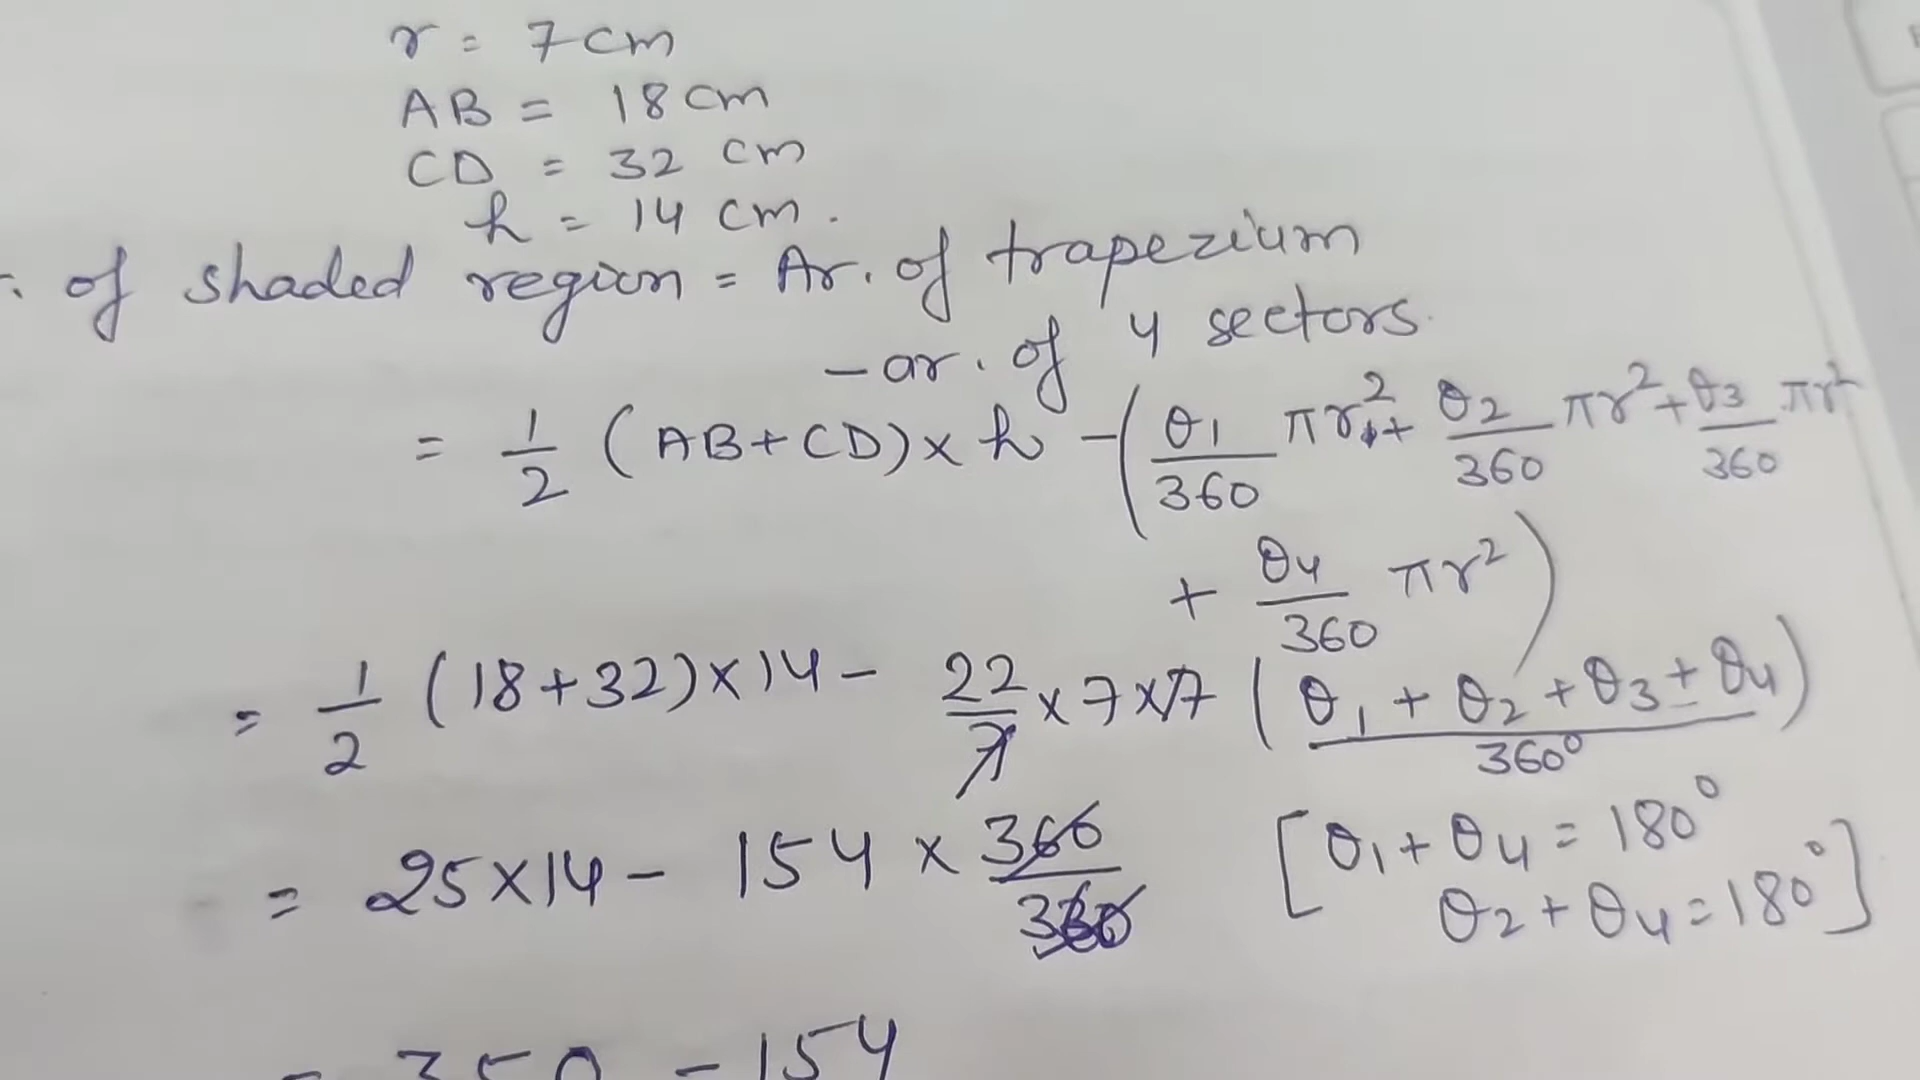 r = 7 cm
AB = 18 cm
CD = 32 cm
h = 14 cm.
. of shaded region = Ar. of trapezium
- ar. of 4 sectors.
= 1/2 (AB + CD) × h - (θ1/360 πr² + θ2/360 πr² + θ3/360 πr²
+ θ4/360 πr²)
= 1/2 (18 + 32) × 14 - 22/7 × 7 × 7 (θ1 + θ2 + θ3 + θ4 / 360°)
= 25 × 14 - 154 × 360/360 [θ1 + θ4 = 180°
θ2 + θ4 = 180°]
= 350 - 154